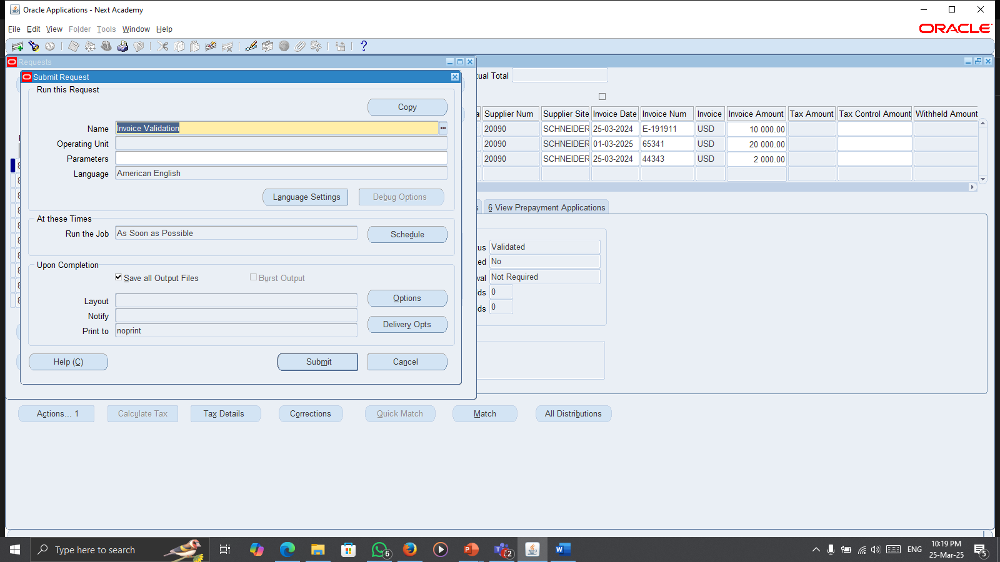 Oracle Applications - Next Academy
File Edit View Folder Tools Window Help
ORACLE
Requests
Submit Request
Run this Request
Copy
Name Invoice Validation
Operating Unit
Parameters
Language American English
Language Settings Debug Options
At these Times
Run the Job As Soon as Possible Schedule
Upon Completion
Save all Output Files Burst Output
Layout
Options
Notify
Delivery Opts
Print to noprint
Help (C) Submit Cancel
tual Total
Supplier Num Supplier Site Invoice Date Invoice Num Invoice Invoice Amount Tax Amount Tax Control Amount Withheld Amount
20090 SCHNEIDER 25-03-2024 E-191911 USD 10 000.00
20090 SCHNEIDER 01-03-2025 65341 USD 20 000.00
20090 SCHNEIDER 25-03-2024 44343 USD 2 000.00
s 6 View Prepayment Applications
us Validated
ed No
val Not Required
ds 0
ds 0
Actions... 1 Calculate Tax Tax Details Corrections Quick Match Match All Distributions
Type here to search
6
2
ENG
10:19 PM
25-Mar-25
5